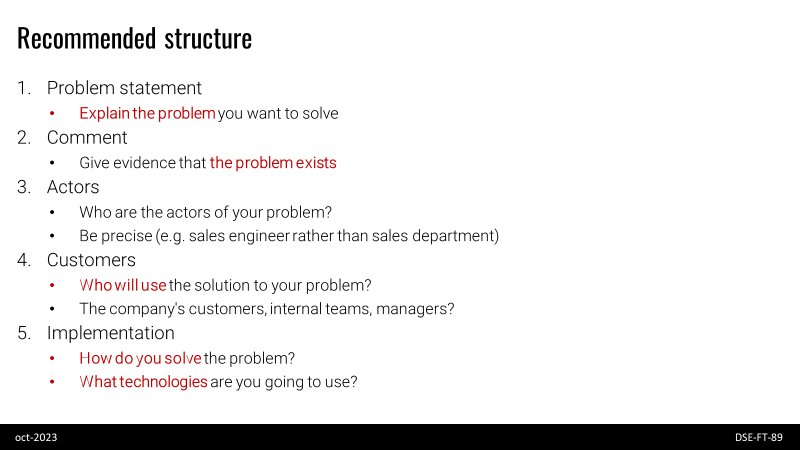 Recommended structure
1. Problem statement
• Explain the problem you want to solve
2. Comment
• Give evidence that the problem exists
3. Actors
• Who are the actors of your problem?
• Be precise (e.g. sales engineer rather than sales department)
4. Customers
• Who will use the solution to your problem?
• The company's customers, internal teams, managers?
5. Implementation
• How do you solve the problem?
• What technologies are you going to use?
oct-2023
DSE-FT-89